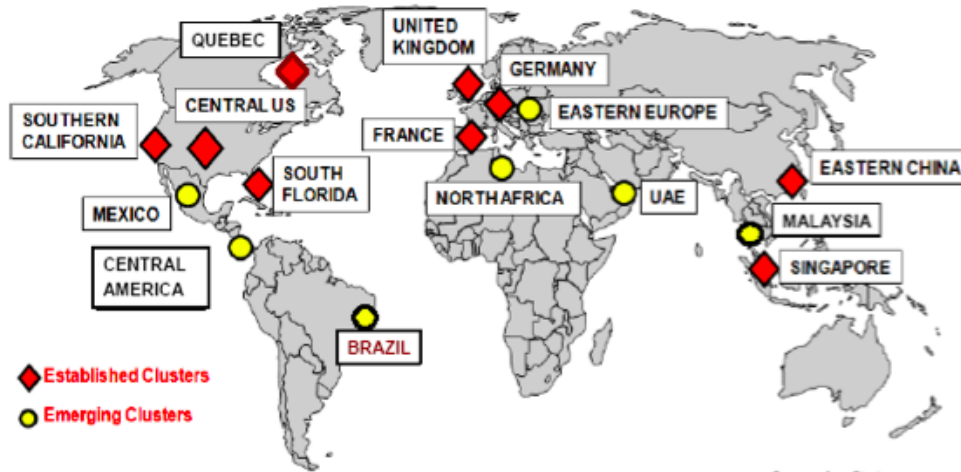 QUEBEC
UNITED
KINGDOM
GERMANY
CENTRAL US
EASTERN EUROPE
SOUTHERN
CALIFORNIA
FRANCE
EASTERN CHINA
SOUTH
FLORIDA
NORTH AFRICA
UAE
MEXICO
MALAYSIA
CENTRAL
AMERICA
SINGAPORE
BRAZIL
Established Clusters
Emerging Clusters